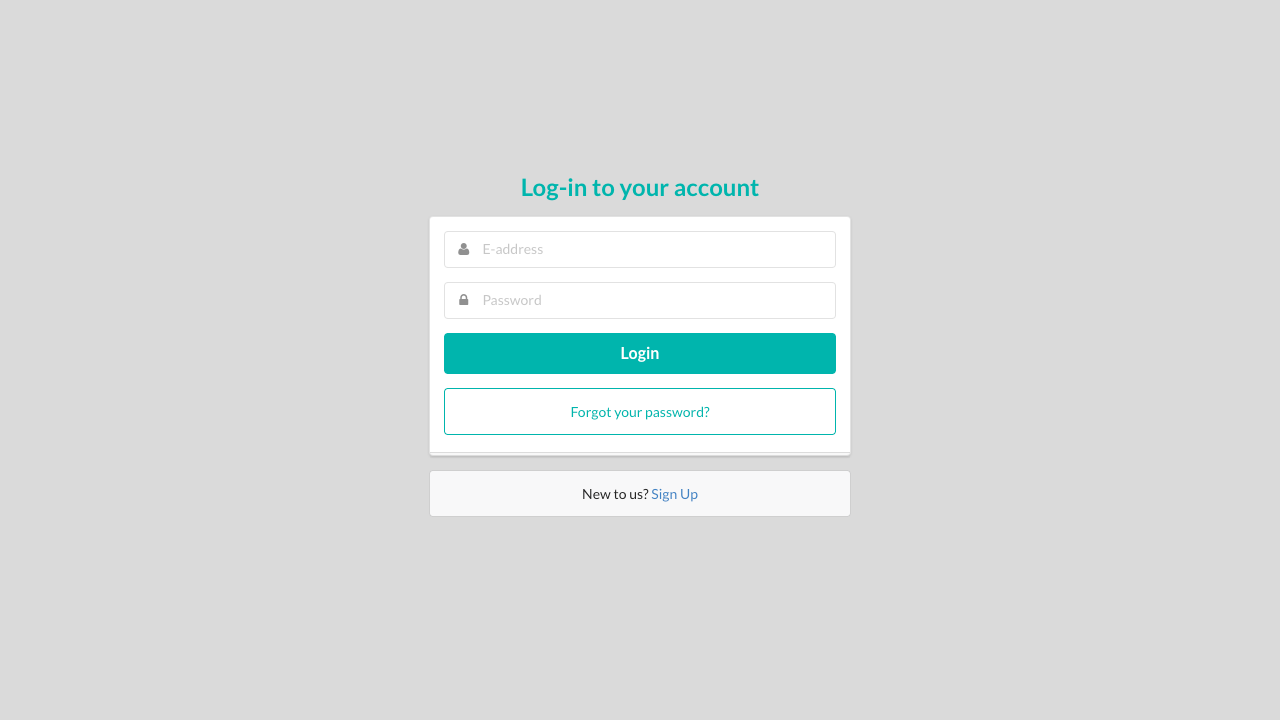 Log-in to your account
E-address
Password
Login
Forgot your password?
New to us? Sign Up